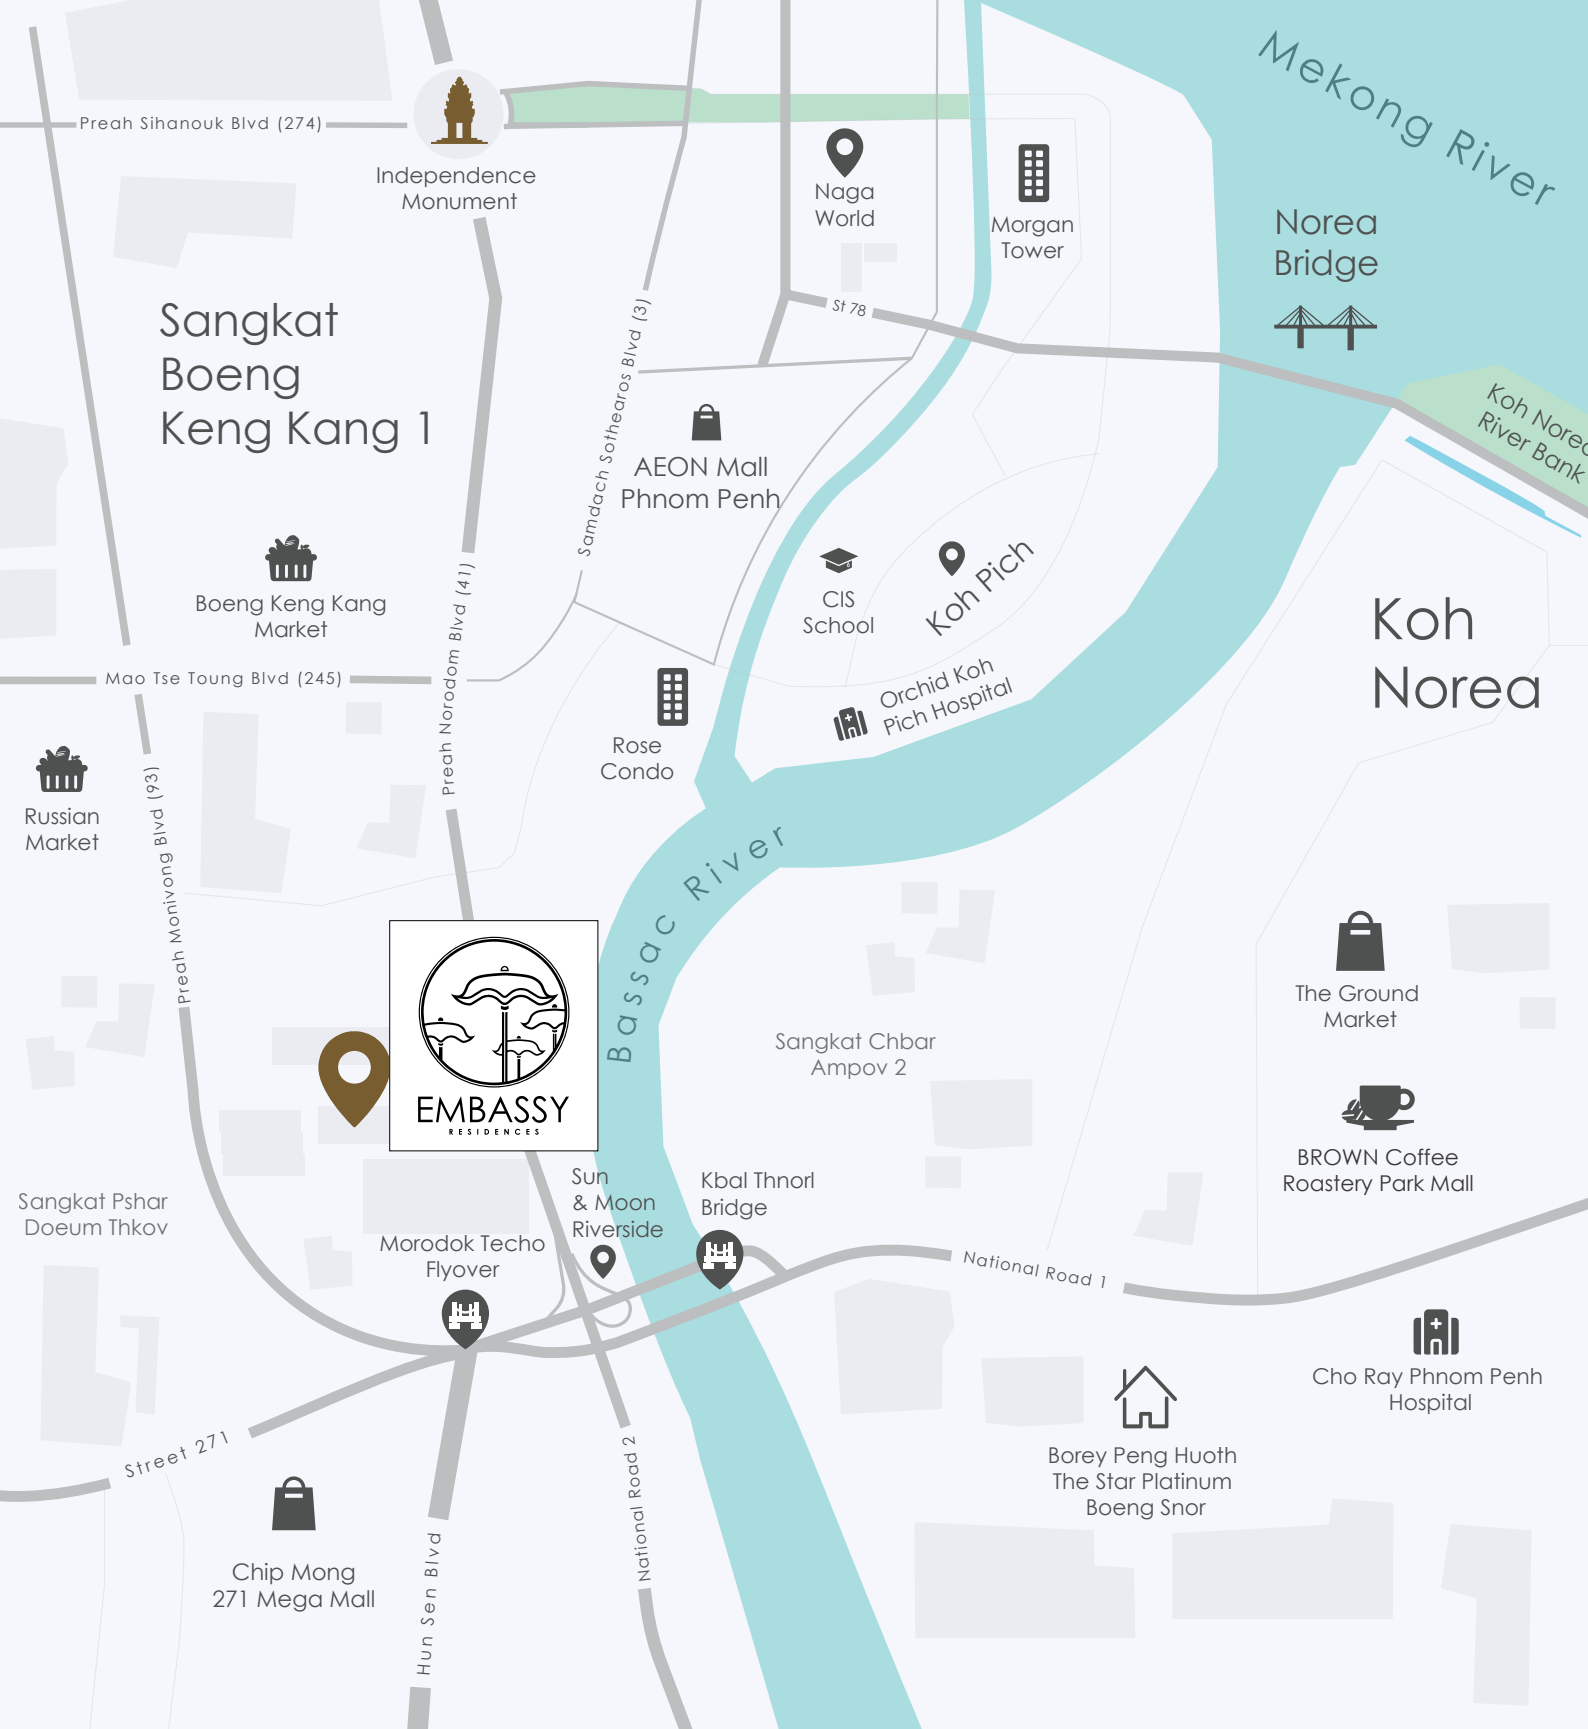 Mekong River
Preah Sihanouk Blvd (274)
Independence
Monument
Naga
World
Morgan
Tower
Norea
Bridge
St 78
Sangkat
Boeng
Keng Kang 1
Samdach Sothearos Blvd (3)
Koh Norea
River Bank
AEON Mall
Phnom Penh
Boeng Keng Kang
Market
CIS
School
Koh Pich
Koh
Norea
Mao Tse Toung Blvd (245)
Preah Norodom Blvd (41)
Orchid Koh
Pich Hospital
Rose
Condo
Russian
Market
Preah Monivong Blvd (93)
Bassac River
The Ground
Market
Sangkat Chbar
Ampov 2
EMBASSY
RESIDENCES
BROWN Coffee
Roastery Park Mall
Sangkat Pshar
Doeum Thkov
Sun
& Moon
Riverside
Kbal Thnorl
Bridge
Morodok Techo
Flyover
National Road 1
Cho Ray Phnom Penh
Hospital
Street 271
National Road 2
Borey Peng Huoth
The Star Platinum
Boeng Snor
Chip Mong
271 Mega Mall
Hun Sen Blvd